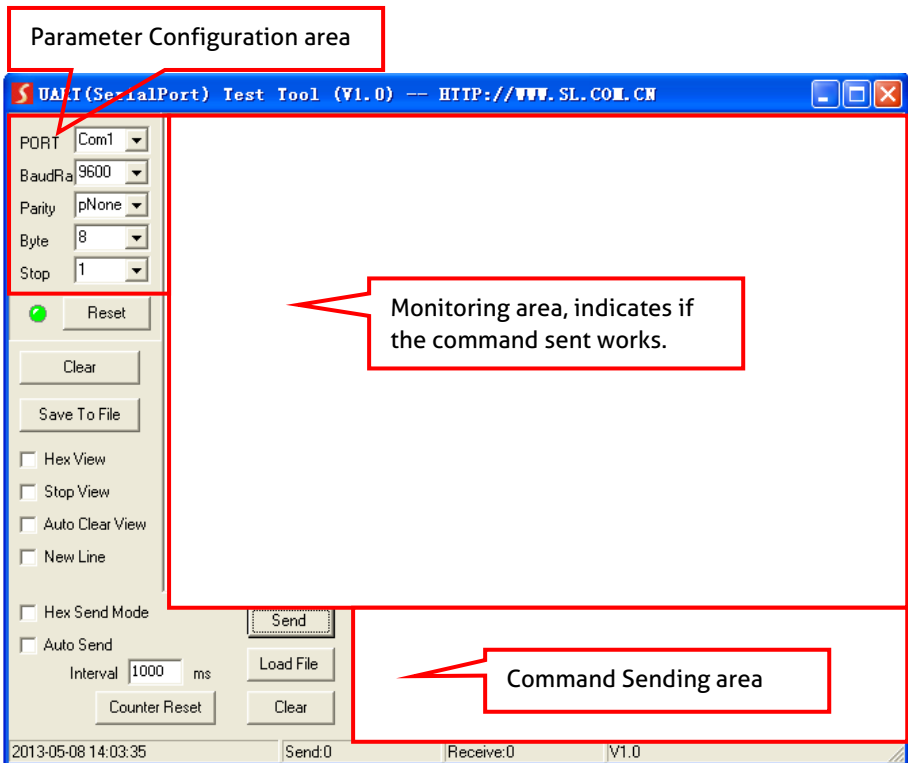 Parameter Configuration area
UART(SerialPort) Test Tool (V1.0) -- HTTP://WWW.SL.COM.CN
PORT Com1
BaudRa 9600
Parity pNone
Byte 8
Stop 1
Reset
Monitoring area, indicates if
the command sent works.
Clear
Save To File
Hex View
Stop View
Auto Clear View
New Line
Hex Send Mode
Send
Auto Send
Interval 1000 ms
Load File
Command Sending area
Counter Reset
Clear
2013-05-08 14:03:35 Send:0 Receive:0 V1.0